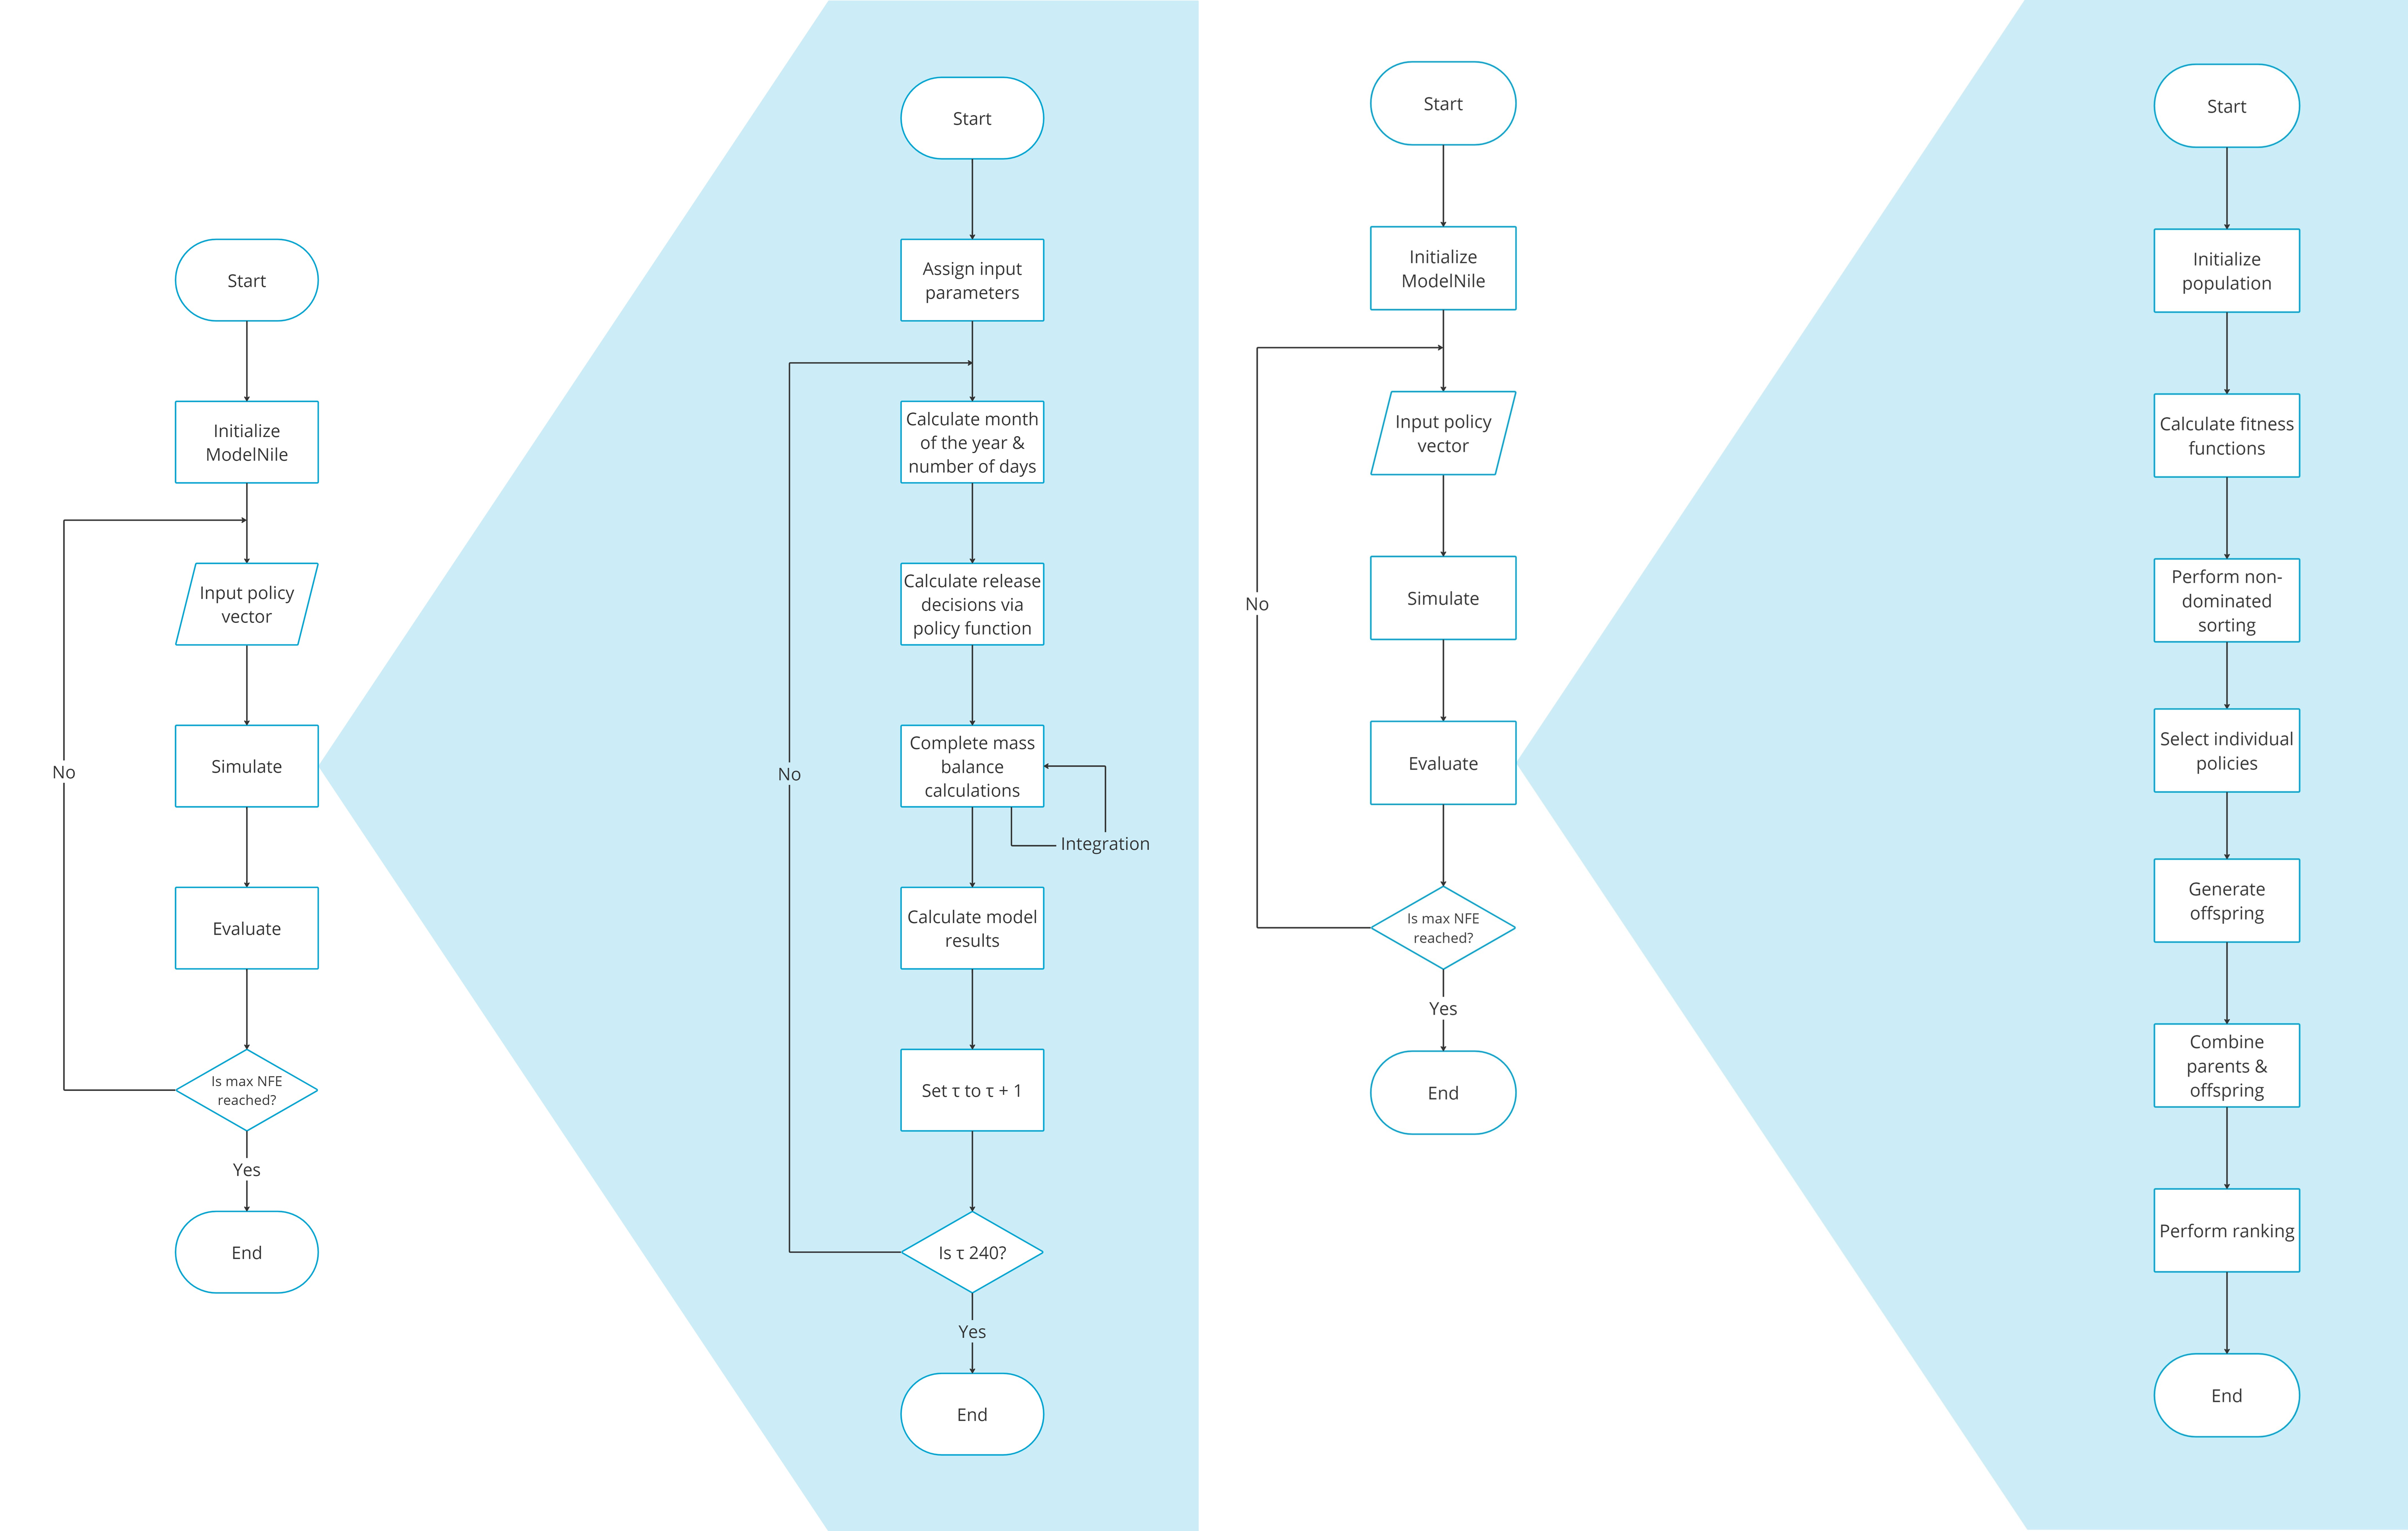 Start
Initialize
ModelNile
Input policy
vector
Simulate
Evaluate
Is max NFE
reached?
No
Yes
End
Start
Assign input
parameters
Calculate month
of the year &
number of days
Calculate release
decisions via
policy function
Complete mass
balance
calculations
Integration
Calculate model
results
Set τ to τ + 1
Is τ 240?
No
Yes
End
Start
Initialize
ModelNile
Input policy
vector
Simulate
Evaluate
Is max NFE
reached?
No
Yes
End
Start
Initialize
population
Calculate fitness
functions
Perform non-
dominated
sorting
Select individual
policies
Generate
offspring
Combine
parents &
offspring
Perform ranking
End